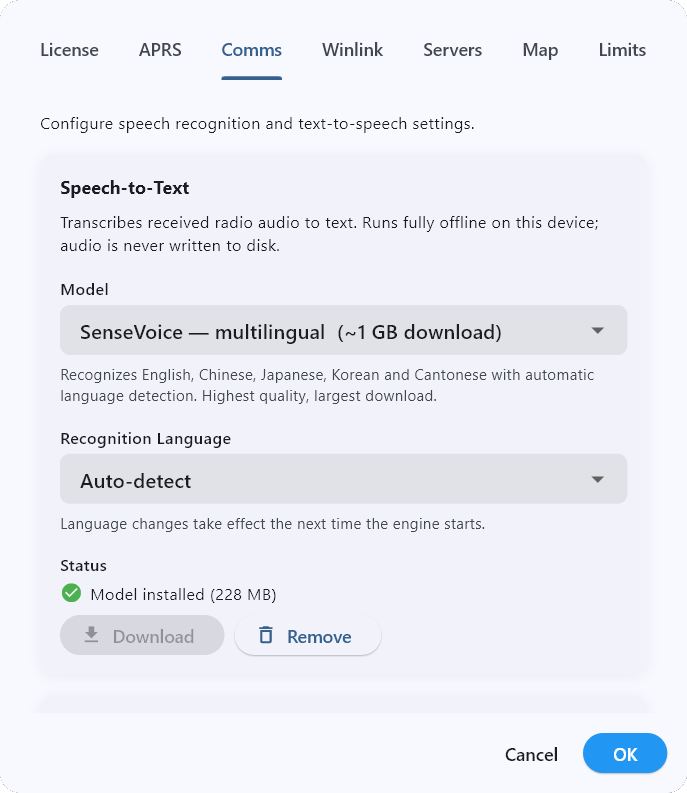 License APRS Comms Winlink Servers Map Limits
Configure speech recognition and text-to-speech settings.
Speech-to-Text
Transcribes received radio audio to text. Runs fully offline on this device;
audio is never written to disk.
Model
SenseVoice — multilingual (~1 GB download)
Recognizes English, Chinese, Japanese, Korean and Cantonese with automatic
language detection. Highest quality, largest download.
Recognition Language
Auto-detect
Language changes take effect the next time the engine starts.
Status
Model installed (228 MB)
Download Remove
Cancel OK